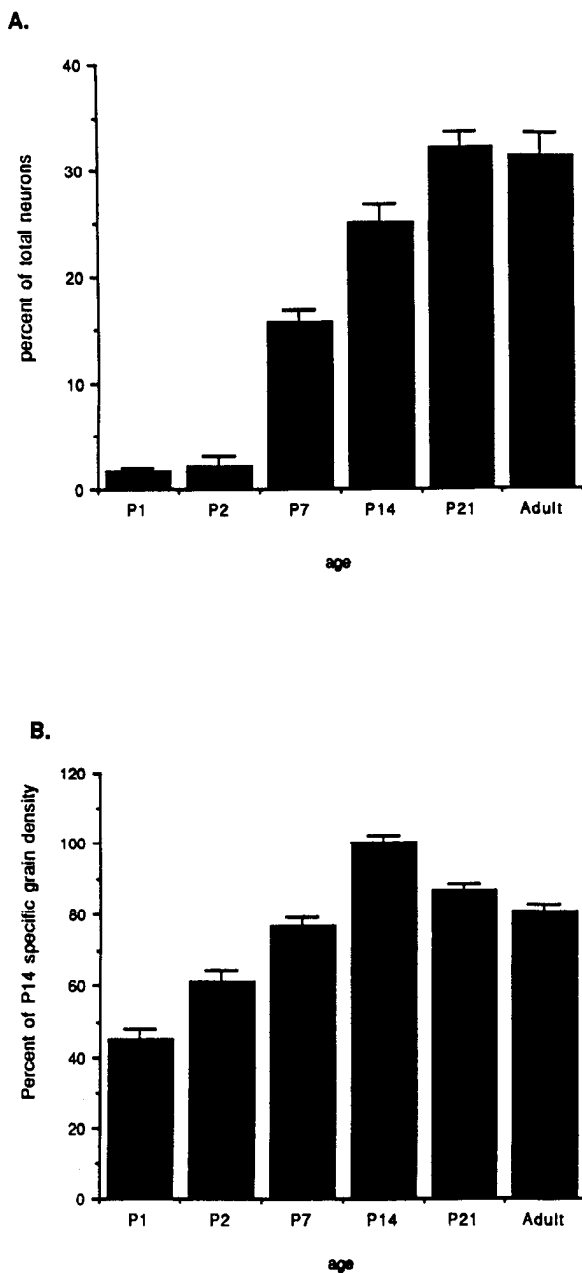 A.
percent of total neurons
40
30
20
10
0
P1 P2 P7 P14 P21 Adult
age
B.
Percent of P14 specific grain density
120
100
80
60
40
20
0
P1 P2 P7 P14 P21 Adult
age